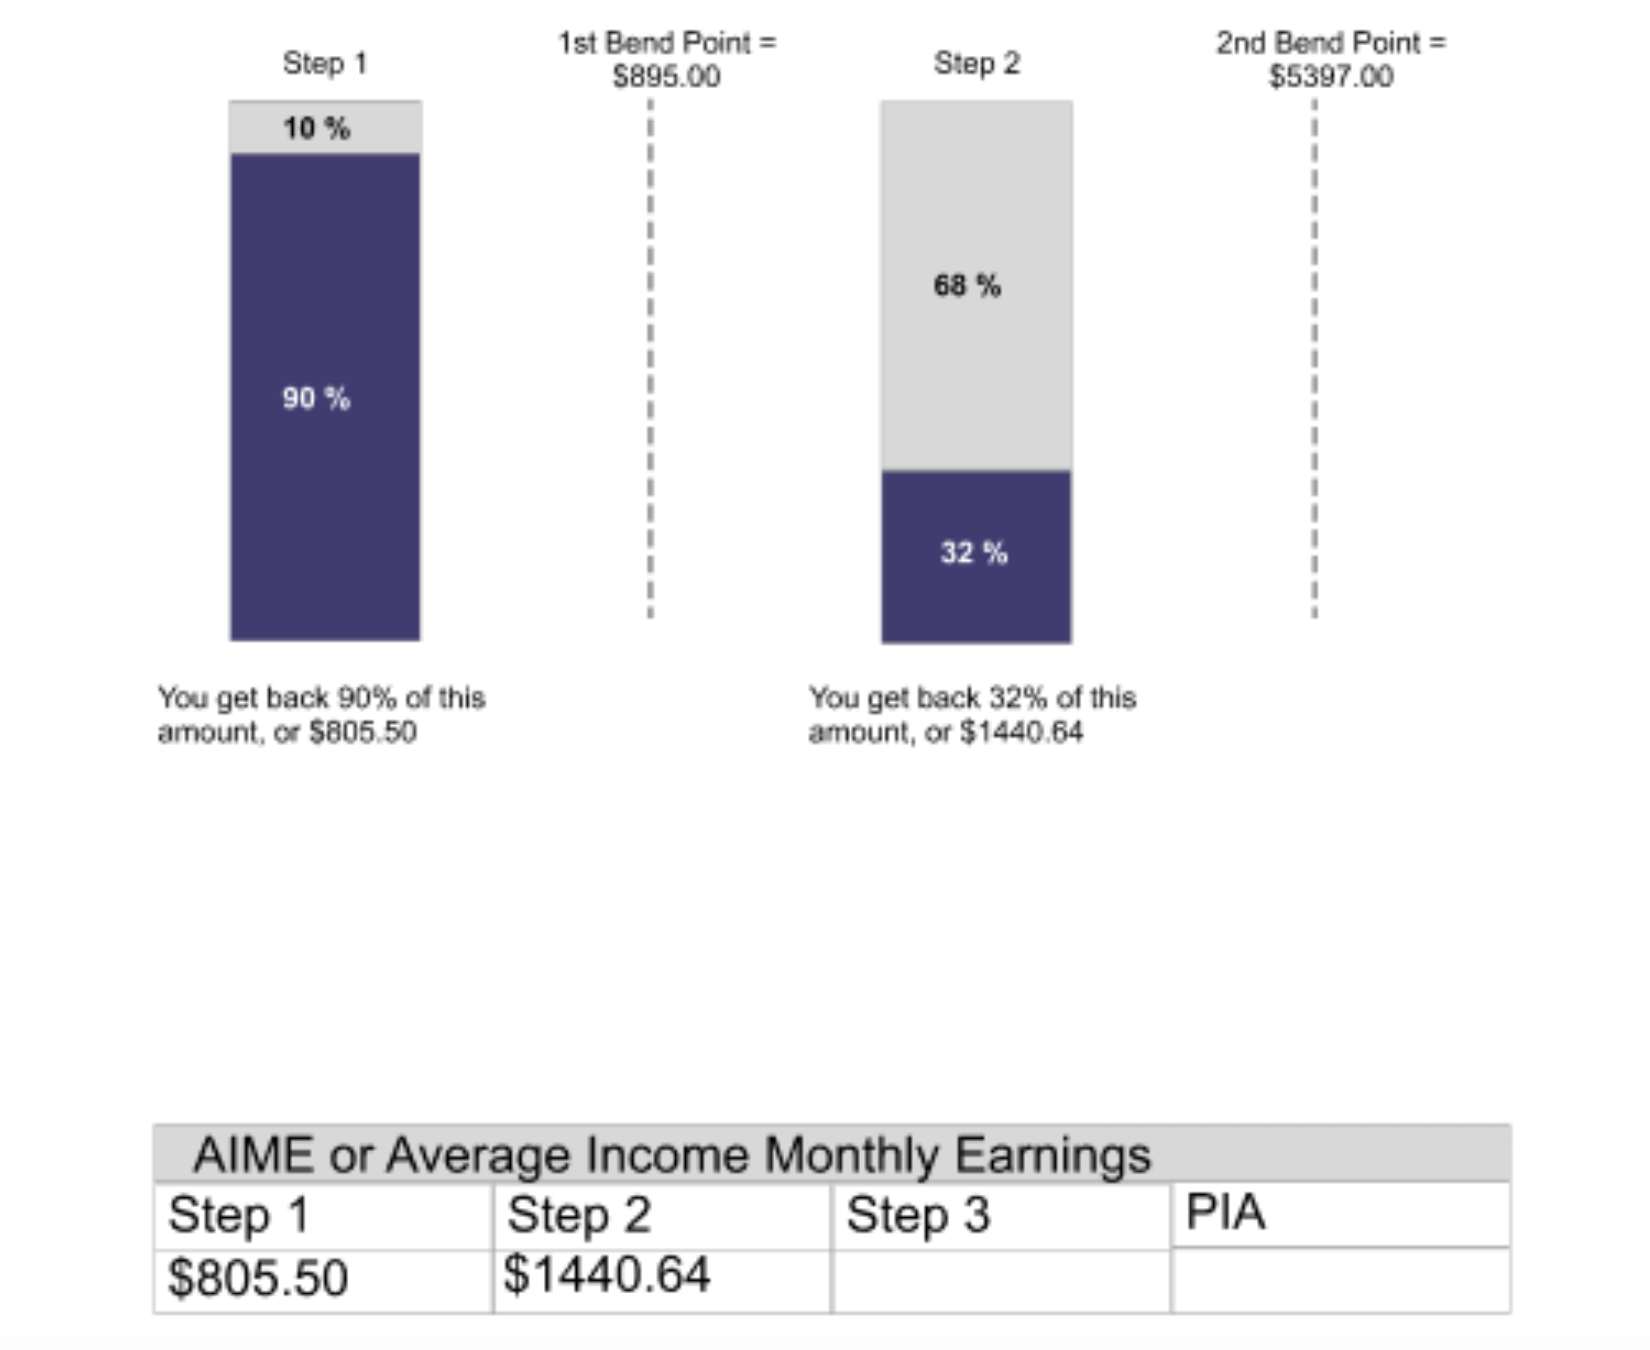 Step 1
1st Bend Point =
$895.00
Step 2
2nd Bend Point =
$5397.00
10 %
68 %
90 %
32 %
You get back 90% of this
amount, or $805.50
You get back 32% of this
amount, or $1440.64
AIME or Average Income Monthly Earnings
Step 1
Step 2
Step 3
PIA
$805.50
$1440.64